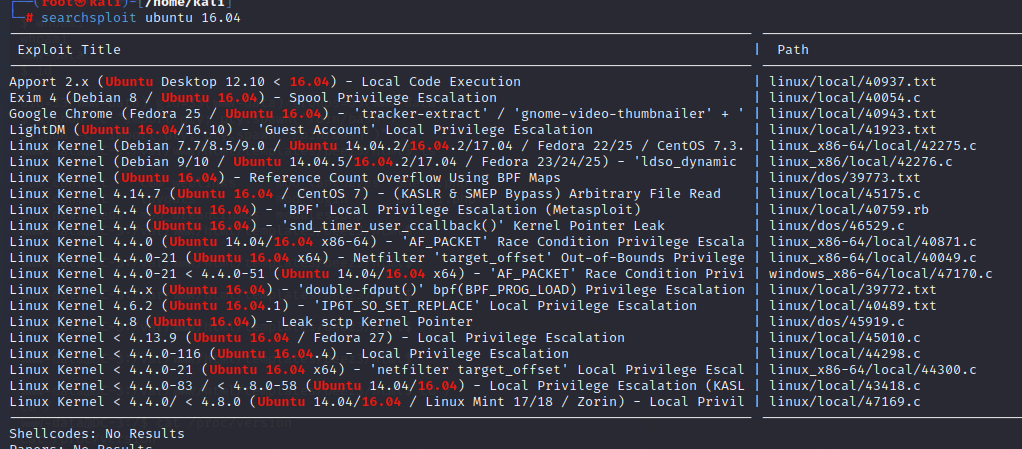 (root㉿kali)-[/home/kali]
# searchsploit ubuntu 16.04
Exploit Title | Path
Apport 2.x (Ubuntu Desktop 12.10 < 16.04) - Local Code Execution | linux/local/40937.txt
Exim 4 (Debian 8 / Ubuntu 16.04) - Spool Privilege Escalation | linux/local/40054.c
Google Chrome (Fedora 25 / Ubuntu 16.04) - 'tracker-extract' / 'gnome-video-thumbnailer' + ' | linux/local/40943.txt
LightDM (Ubuntu 16.04/16.10) - 'Guest Account' Local Privilege Escalation | linux/local/41923.txt
Linux Kernel (Debian 7.7/8.5/9.0 / Ubuntu 14.04.2/16.04.2/17.04 / Fedora 22/25 / CentOS 7.3. | linux_x86-64/local/42275.c
Linux Kernel (Debian 9/10 / Ubuntu 14.04.5/16.04.2/17.04 / Fedora 23/24/25) - 'ldso_dynamic | linux_x86/local/42276.c
Linux Kernel (Ubuntu 16.04) - Reference Count Overflow Using BPF Maps | linux/dos/39773.txt
Linux Kernel 4.14.7 (Ubuntu 16.04 / CentOS 7) - (KASLR & SMEP Bypass) Arbitrary File Read | linux/local/45175.c
Linux Kernel 4.4 (Ubuntu 16.04) - 'BPF' Local Privilege Escalation (Metasploit) | linux/local/40759.rb
Linux Kernel 4.4 (Ubuntu 16.04) - 'snd_timer_user_ccallback()' Kernel Pointer Leak | linux/dos/46529.c
Linux Kernel 4.4.0 (Ubuntu 14.04/16.04 x86-64) - 'AF_PACKET' Race Condition Privilege Escala | linux_x86-64/local/40871.c
Linux Kernel 4.4.0-21 (Ubuntu 16.04 x64) - Netfilter 'target_offset' Out-of-Bounds Privilege | linux_x86-64/local/40049.c
Linux Kernel 4.4.0-21 < 4.4.0-51 (Ubuntu 14.04/16.04 x64) - 'AF_PACKET' Race Condition Privi | windows_x86-64/local/47170.c
Linux Kernel 4.4.x (Ubuntu 16.04) - 'double-fdput()' bpf(BPF_PROG_LOAD) Privilege Escalation | linux/local/39772.txt
Linux Kernel 4.6.2 (Ubuntu 16.04.1) - 'IP6T_SO_SET_REPLACE' Local Privilege Escalation | linux/local/40489.txt
Linux Kernel 4.8 (Ubuntu 16.04) - Leak sctp Kernel Pointer | linux/dos/45919.c
Linux Kernel < 4.13.9 (Ubuntu 16.04 / Fedora 27) - Local Privilege Escalation | linux/local/45010.c
Linux Kernel < 4.4.0-116 (Ubuntu 16.04.4) - Local Privilege Escalation | linux/local/44298.c
Linux Kernel < 4.4.0-21 (Ubuntu 16.04 x64) - 'netfilter target_offset' Local Privilege Escal | linux_x86-64/local/44300.c
Linux Kernel < 4.4.0-83 / < 4.8.0-58 (Ubuntu 14.04/16.04) - Local Privilege Escalation (KASL | linux/local/43418.c
Linux Kernel < 4.4.0/ < 4.8.0 (Ubuntu 14.04/16.04 / Linux Mint 17/18 / Zorin) - Local Privil | linux/local/47169.c
Shellcodes: No Results
Papers: No Results